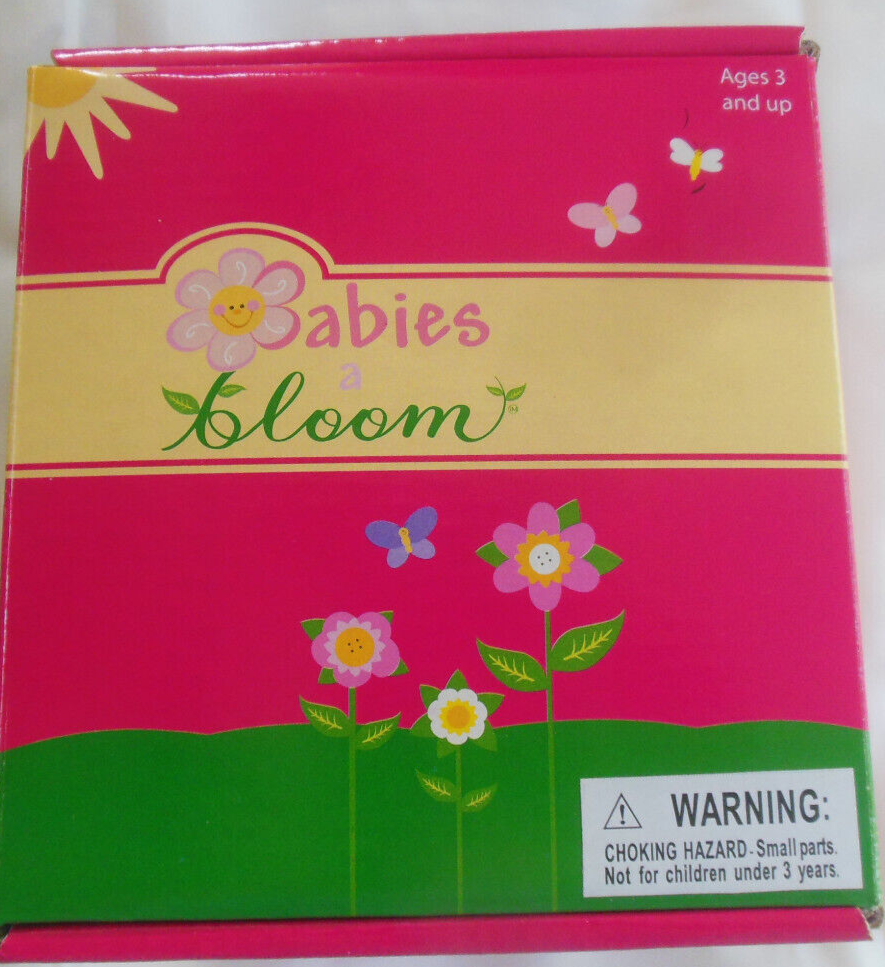 Ages 3
and up
Babies
a
bloom
WARNING:
CHOKING HAZARD-Small parts.
Not for children under 3 years.